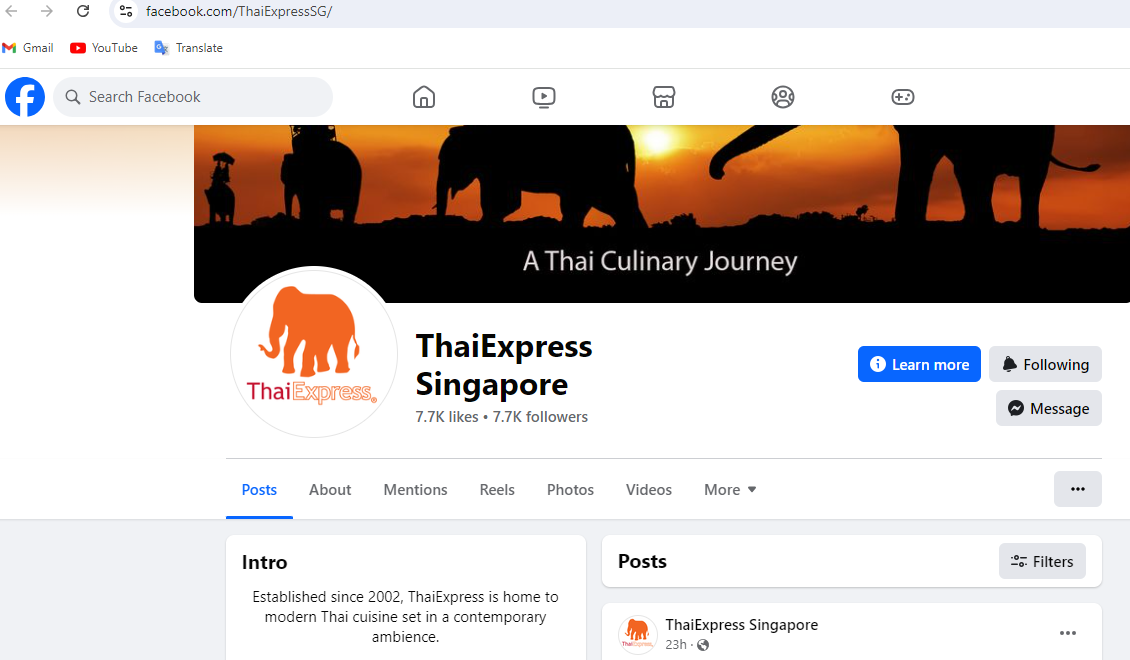 facebook.com/ThaiExpressSG/
Gmail
YouTube
Translate
Search Facebook
A Thai Culinary Journey
ThaiExpress®
ThaiExpress
Singapore
7.7K likes • 7.7K followers
Learn more
Following
Message
Posts
About
Mentions
Reels
Photos
Videos
More
Intro
Established since 2002, ThaiExpress is home to
modern Thai cuisine set in a contemporary
ambience.
Posts
Filters
ThaiExpress
ThaiExpress Singapore
23h ·